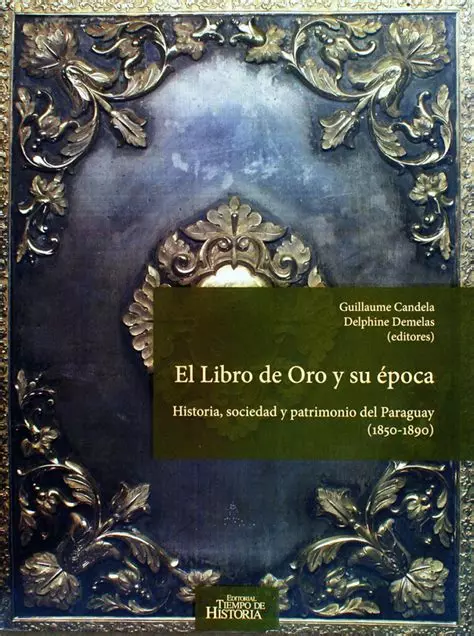 Guillaume Candela
Delphine Demelas
(editores)
El Libro de Oro y su época
Historia, sociedad y patrimonio del Paraguay
(1850-1890)
EDITORIAL
TIEMPO DE
HISTORIA